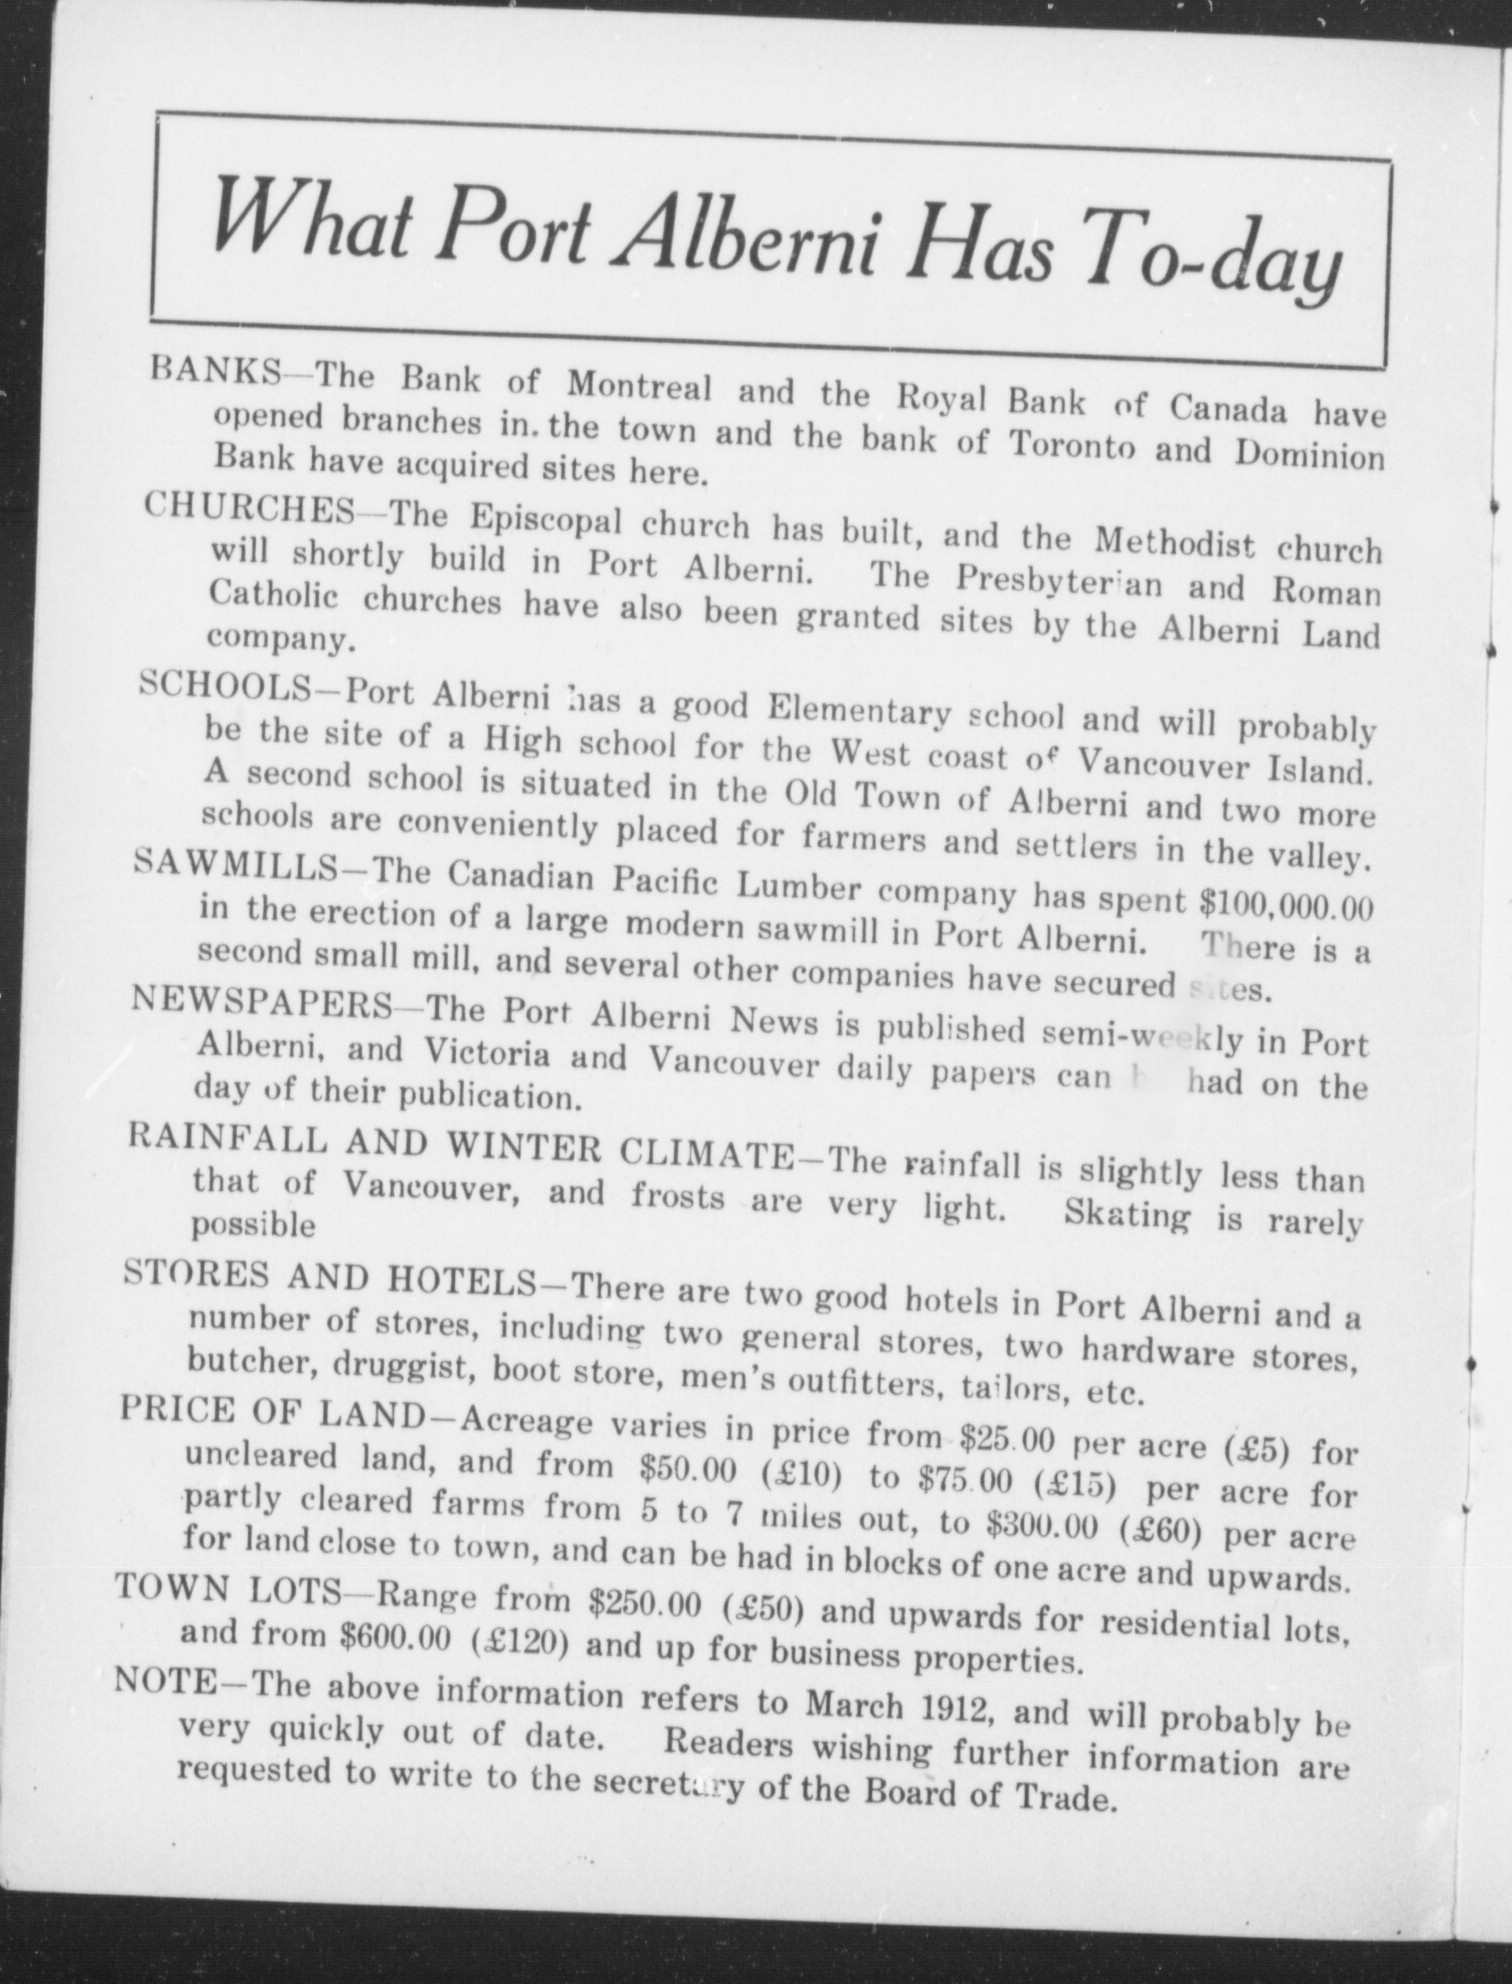 What Port Alberni Has To-day
BANKS—The Bank of Montreal and the Royal Bank of Canada have
opened branches in. the town and the bank of Toronto and Dominion
Bank have acquired sites here.
CHURCHES—The Episcopal church has built, and the Methodist church
will shortly build in Port Alberni. The Presbyterian and Roman
Catholic churches have also been granted sites by the Alberni Land
company.
SCHOOLS—Port Alberni has a good Elementary school and will probably
be the site of a High school for the West coast of Vancouver Island.
A second school is situated in the Old Town of Alberni and two more
schools are conveniently placed for farmers and settlers in the valley.
SAWMILLS—The Canadian Pacific Lumber company has spent $100,000.00
in the erection of a large modern sawmill in Port Alberni. There is a
second small mill, and several other companies have secured sites.
NEWSPAPERS—The Port Alberni News is published semi-weekly in Port
Alberni, and Victoria and Vancouver daily papers can had on the
day of their publication.
RAINFALL AND WINTER CLIMATE—The rainfall is slightly less than
that of Vancouver, and frosts are very light. Skating is rarely
possible
STORES AND HOTELS—There are two good hotels in Port Alberni and a
number of stores, including two general stores, two hardware stores,
butcher, druggist, boot store, men's outfitters, tailors, etc.
PRICE OF LAND—Acreage varies in price from $25.00 per acre (£5) for
uncleared land, and from $50.00 (£10) to $75.00 (£15) per acre for
partly cleared farms from 5 to 7 miles out, to $300.00 (£60) per acre
for land close to town, and can be had in blocks of one acre and upwards.
TOWN LOTS—Range from $250.00 (£50) and upwards for residential lots,
and from $600.00 (£120) and up for business properties.
NOTE—The above information refers to March 1912, and will probably be
very quickly out of date. Readers wishing further information are
requested to write to the secretary of the Board of Trade.